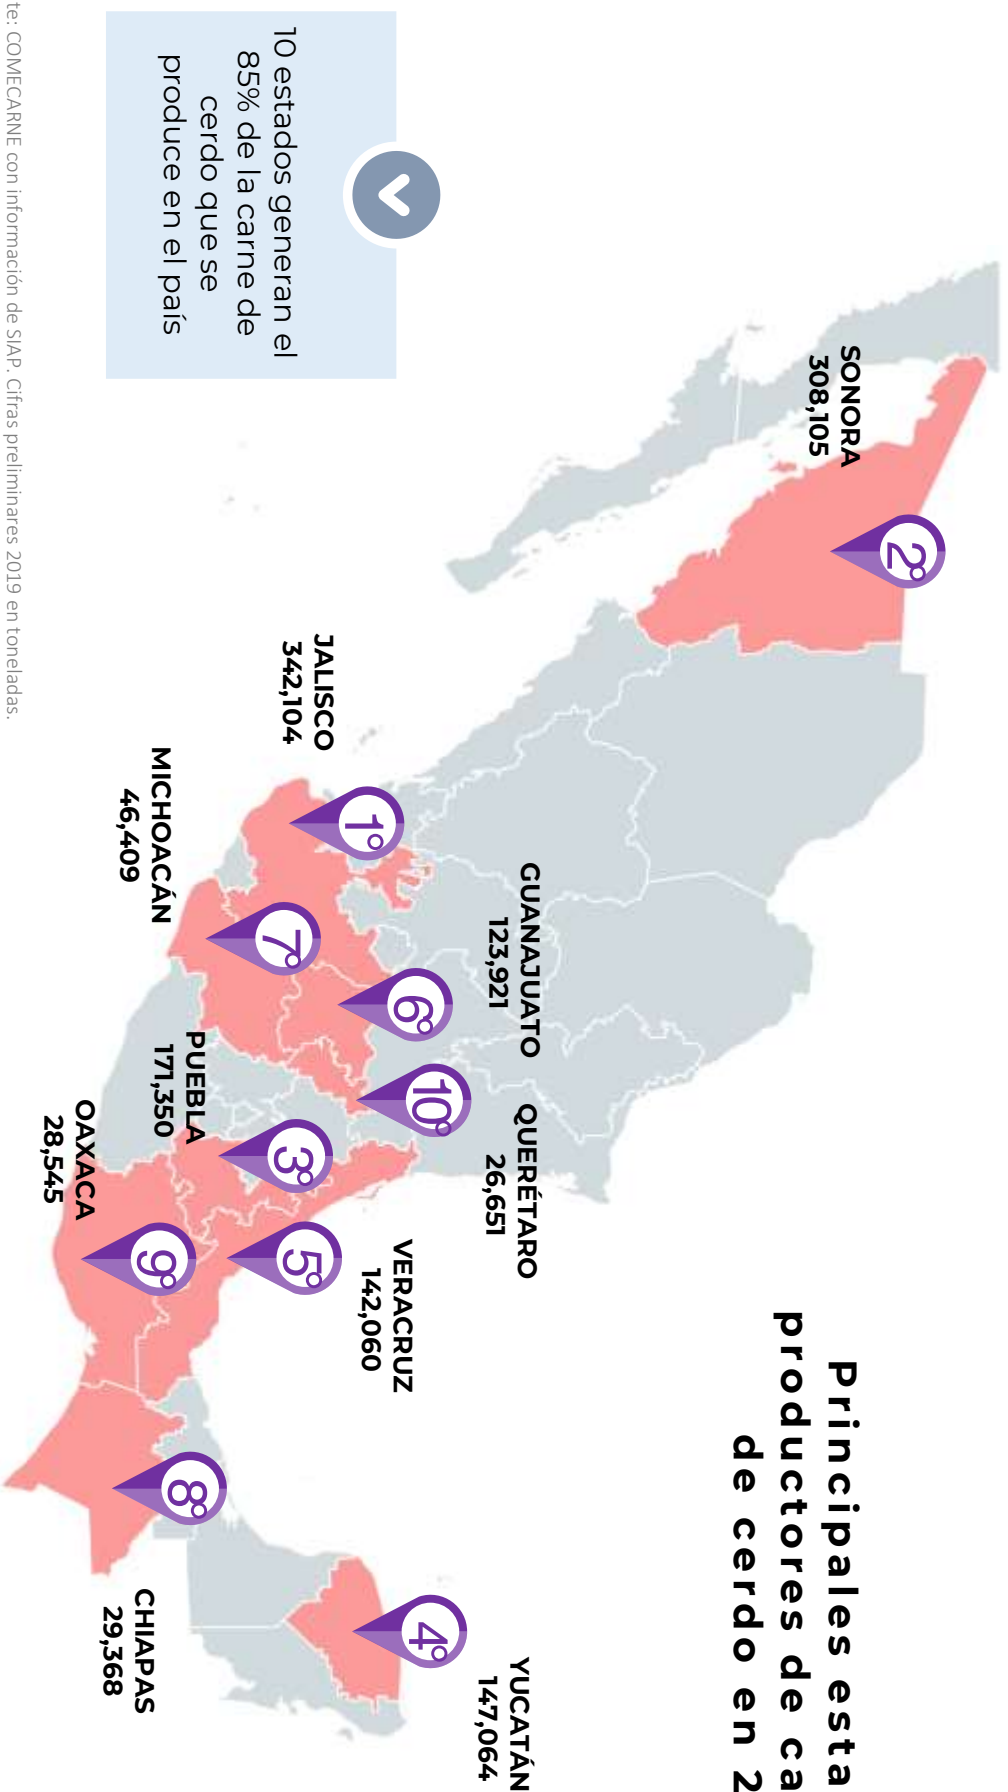 Principales esta
productores de ca
de cerdo en 2
SONORA
308,105
2°
10 estados generan el
85% de la carne de
cerdo que se
produce en el país
GUANAJUATO
123,921
QUERÉTARO
26,651
YUCATÁN
147,064
6°
10°
4°
JALISCO
342,104
1°
VERACRUZ
142,060
7°
3°
5°
MICHOACÁN
46,409
PUEBLA
171,350
8°
9°
OAXACA
28,545
CHIAPAS
29,368
te: COMECARNE con información de SIAP. Cifras preliminares 2019 en toneladas.